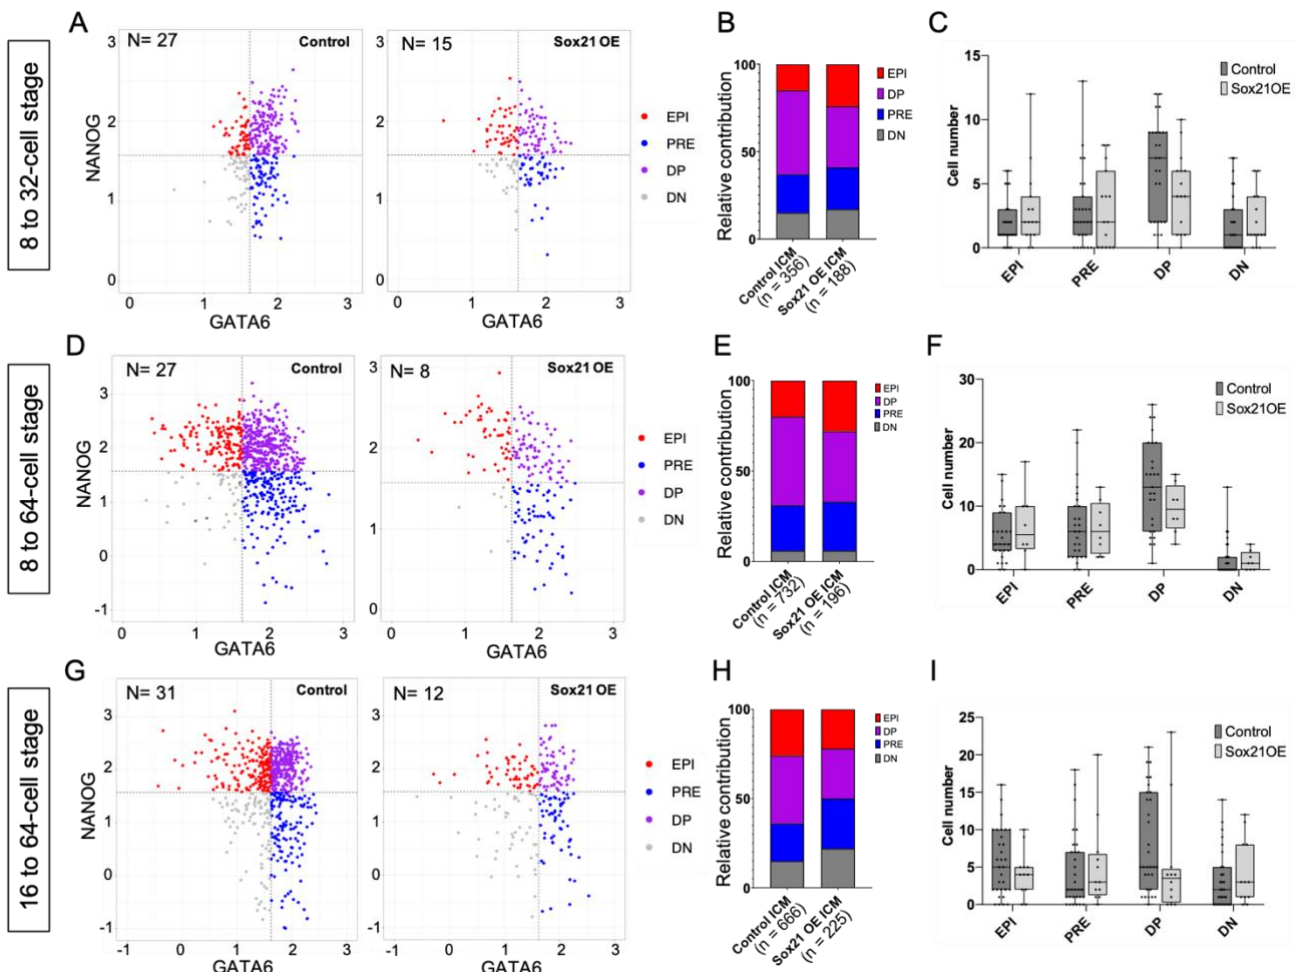 8 to 32-cell stage
A
N= 27
Control
NANOG
3
2
1
0
0
1
2
3
GATA6
N= 15
Sox21 OE
3
2
1
0
0
1
2
3
GATA6
EPI
PRE
DP
DN
B
Relative contribution
100
50
0
EPI
DP
PRE
DN
Control ICM
(n = 356)
Sox21 OE ICM
(n = 188)
C
Cell number
15
10
5
0
Control
Sox21OE
EPI
PRE
DP
DN
8 to 64-cell stage
D
N= 27
Control
NANOG
3
2
1
0
-1
0
1
2
3
GATA6
N= 8
Sox21 OE
3
2
1
0
0
1
2
3
GATA6
EPI
PRE
DP
DN
E
Relative contribution
100
50
0
EPI
DP
PRE
DN
Control ICM
(n = 732)
Sox21 OE ICM
(n = 196)
F
Cell number
30
20
10
0
Control
Sox21OE
EPI
PRE
DP
DN
16 to 64-cell stage
G
N= 31
Control
NANOG
3
2
1
0
-1
-1
0
1
2
3
GATA6
N= 12
Sox21 OE
3
2
1
0
-1
-1
0
1
2
3
GATA6
EPI
PRE
DP
DN
H
Relative contribution
100
50
0
EPI
DP
PRE
DN
Control ICM
(n = 666)
Sox21 OE ICM
(n = 225)
I
Cell number
25
20
15
10
5
0
Control
Sox21OE
EPI
PRE
DP
DN